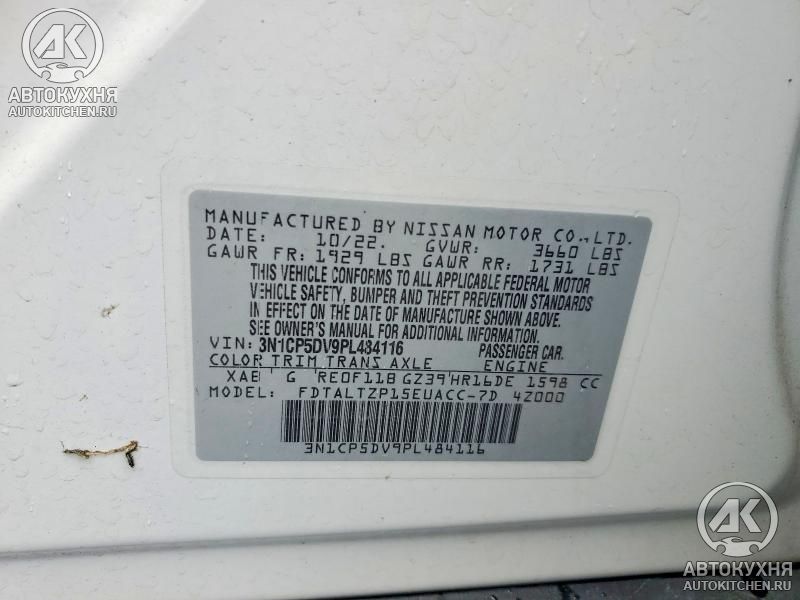 АК
АВТОКУХНЯ
AUTOKITCHEN.RU
MANUFACTURED BY NISSAN MOTOR CO., LTD.
DATE: 10/22. GVWR: 3660 LBS
GAWR FR: 1929 LBS GAWR RR: 1731 LBS
THIS VEHICLE CONFORMS TO ALL APPLICABLE FEDERAL MOTOR
VEHICLE SAFETY, BUMPER AND THEFT PREVENTION STANDARDS
IN EFFECT ON THE DATE OF MANUFACTURE SHOWN ABOVE.
SEE OWNER'S MANUAL FOR ADDITIONAL INFORMATION.
VIN: 3N1CP5DV9PL484116 PASSENGER CAR
COLOR TRIM TRANS AXLE ENGINE
XAB G RE0F11B GZ39 HR16DE 1598 CC
MODEL: FDTALTZP15EUACC-7D 4Z000
3N1CP5DV9PL484116
АК
АВТОКУХНЯ
AUTOKITCHEN.RU